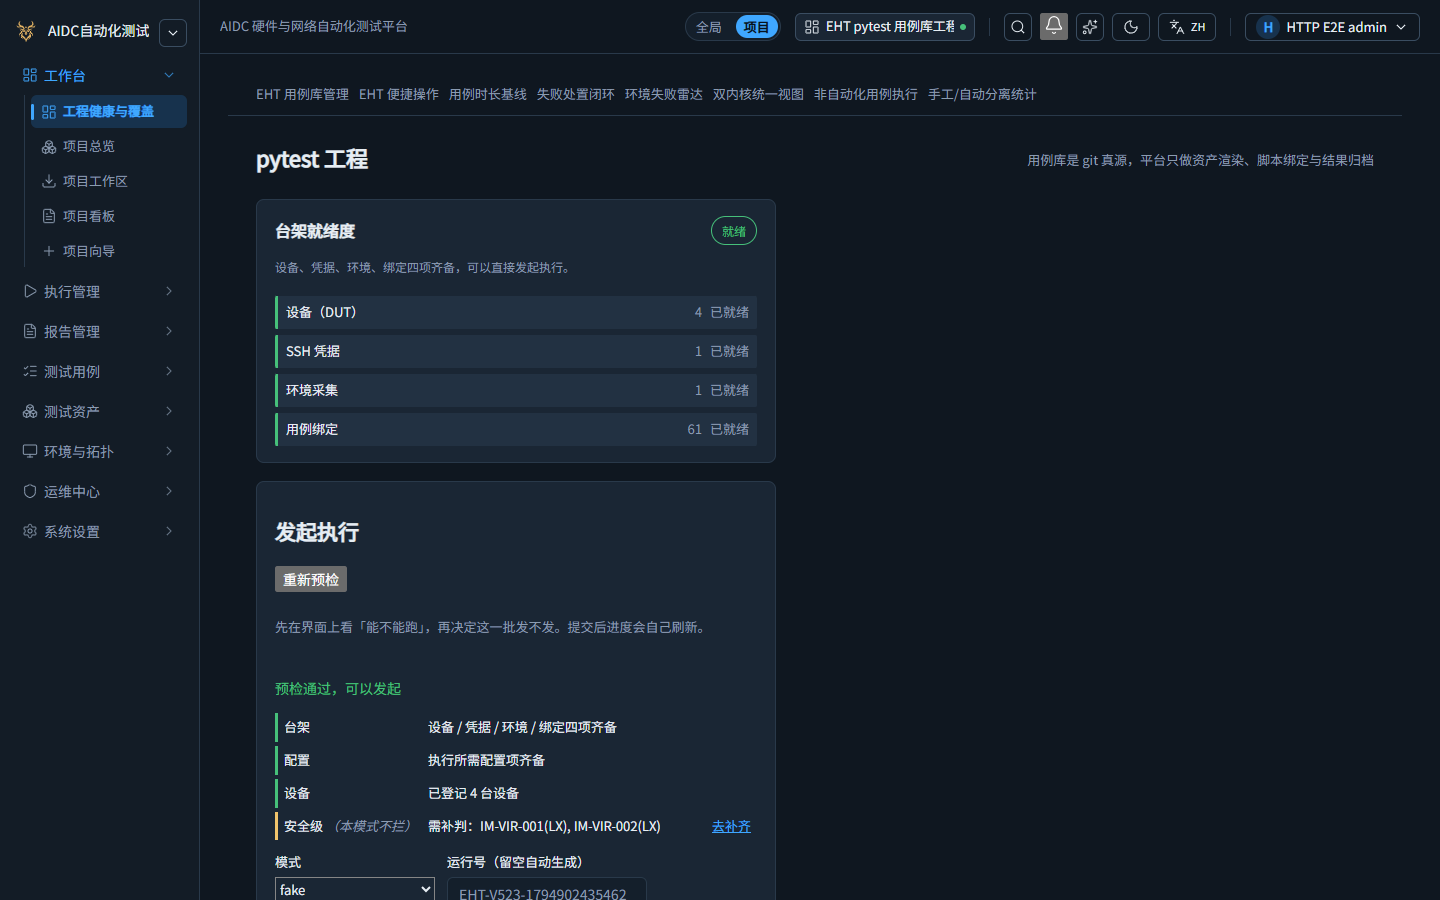 AIDC自动化测试
AIDC 硬件与网络自动化测试平台
全局
项目
EHT pytest 用例库工程
ZH
H
HTTP E2E admin
工作台
工程健康与覆盖
项目总览
项目工作区
项目看板
项目向导
执行管理
报告管理
测试用例
测试资产
环境与拓扑
运维中心
系统设置
EHT 用例库管理 EHT 便捷操作 用例时长基线 失败处置闭环 环境失败雷达 双内核统一视图 非自动化用例执行 手工/自动分离统计
pytest 工程
用例库是 git 真源，平台只做资产渲染、脚本绑定与结果归档
台架就绪度
就绪
设备、凭据、环境、绑定四项齐备，可以直接发起执行。
设备（DUT） 4 已就绪
SSH 凭据 1 已就绪
环境采集 1 已就绪
用例绑定 61 已就绪
发起执行
重新预检
先在界面上看「能不能跑」，再决定这一批发不发。提交后进度会自己刷新。
预检通过，可以发起
台架 设备 / 凭据 / 环境 / 绑定四项齐备
配置 执行所需配置项齐备
设备 已登记 4 台设备
安全级 （本模式不拦） 需补判：IM-VIR-001(LX), IM-VIR-002(LX) 去补齐
模式 运行号（留空自动生成）
fake EHT-V523-1794902435462